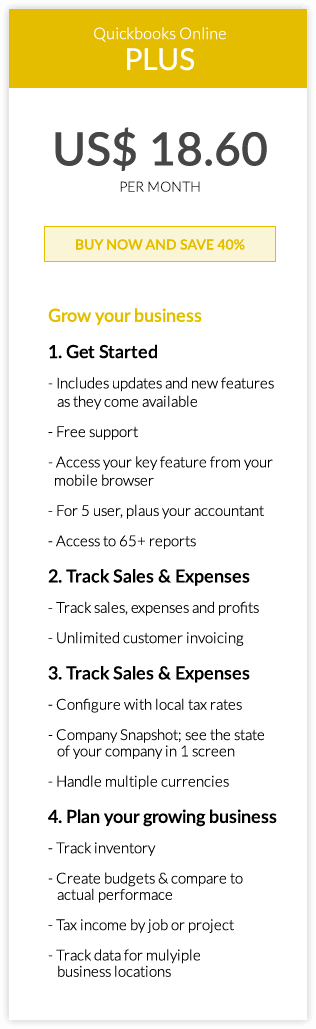 Quickbooks Online
PLUS
US$ 18.60
PER MONTH
BUY NOW AND SAVE 40%
Grow your business
1. Get Started
- Includes updates and new features
as they come available
- Free support
- Access your key feature from your
mobile browser
- For 5 user, plaus your accountant
- Access to 65+ reports
2. Track Sales & Expenses
- Track sales, expenses and profits
- Unlimited customer invoicing
3. Track Sales & Expenses
- Configure with local tax rates
- Company Snapshot; see the state
of your company in 1 screen
- Handle multiple currencies
4. Plan your growing business
- Track inventory
- Create budgets & compare to
actual performace
- Tax income by job or project
- Track data for mulyiple
business locations